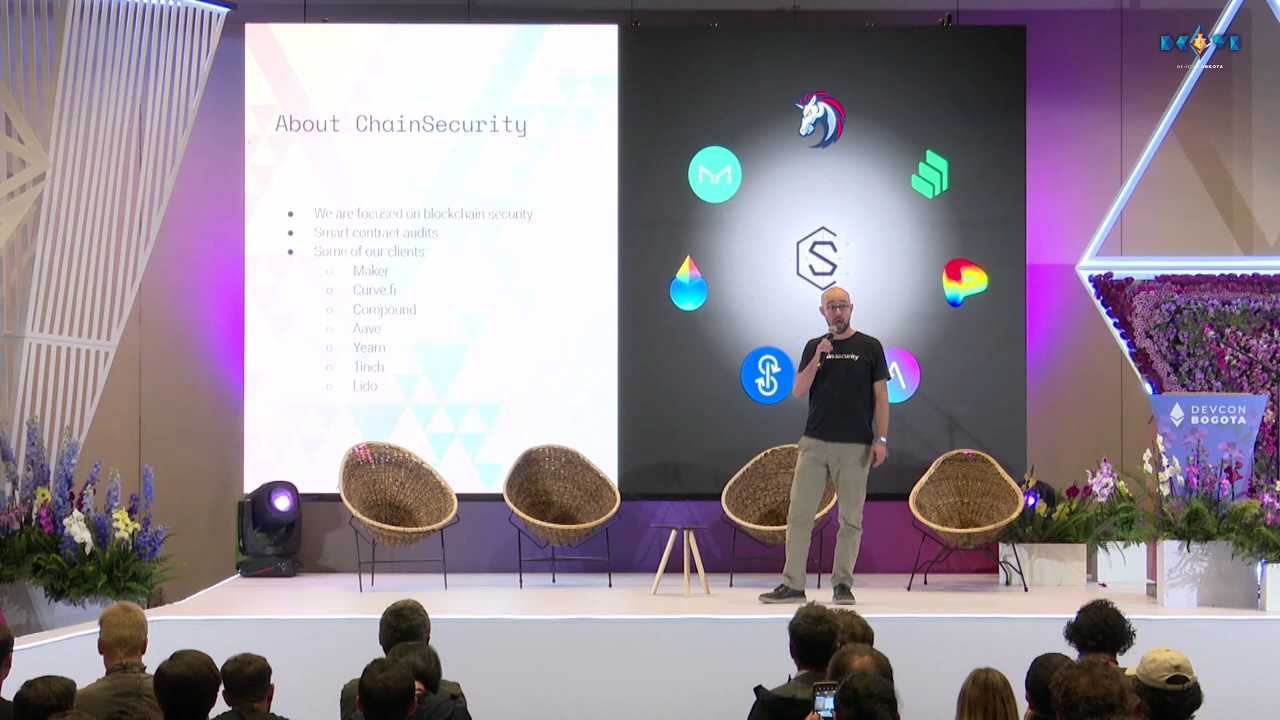 About ChainSecurity
We are focused on blockchain security
Smart contract audits
Some of our clients:
Maker
Curve.fi
Compound
Aave
Yearn
1inch
Lido
DEVCON
BOGOTA